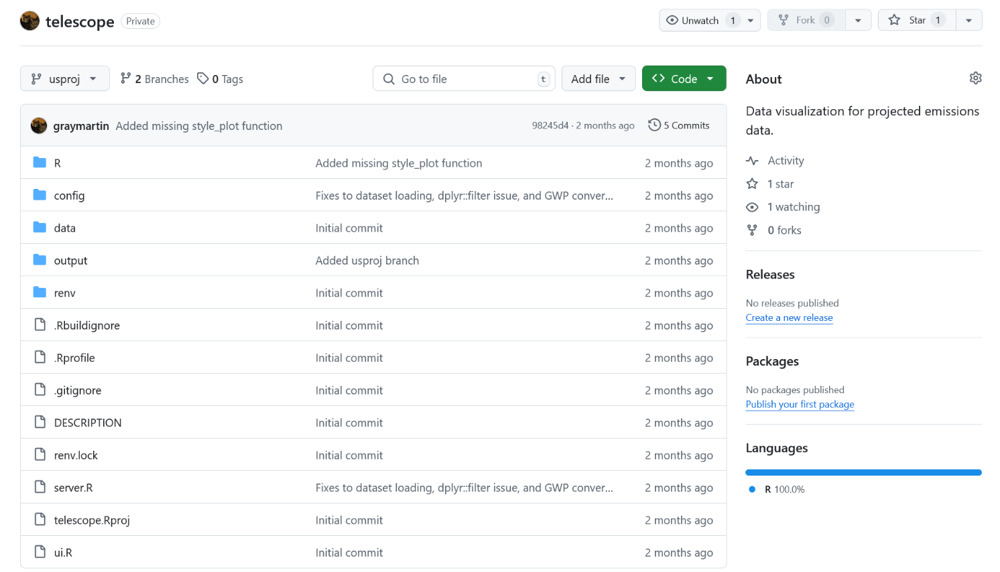 telescope Private Unwatch 1 Fork 0 Star 1
usproj 2 Branches 0 Tags Go to file t Add file Code
graymartin Added missing style_plot function 98245d4 · 2 months ago 5 Commits
R Added missing style_plot function 2 months ago
config Fixes to dataset loading, dplyr::filter issue, and GWP conver... 2 months ago
data Initial commit 2 months ago
output Added usproj branch 2 months ago
renv Initial commit 2 months ago
.Rbuildignore Initial commit 2 months ago
.Rprofile Initial commit 2 months ago
.gitignore Initial commit 2 months ago
DESCRIPTION Initial commit 2 months ago
renv.lock Initial commit 2 months ago
server.R Fixes to dataset loading, dplyr::filter issue, and GWP conver... 2 months ago
telescope.Rproj Initial commit 2 months ago
ui.R Initial commit 2 months ago
About
Data visualization for projected emissions
data.
Activity
1 star
1 watching
0 forks
Releases
No releases published
Create a new release
Packages
No packages published
Publish your first package
Languages
R 100.0%